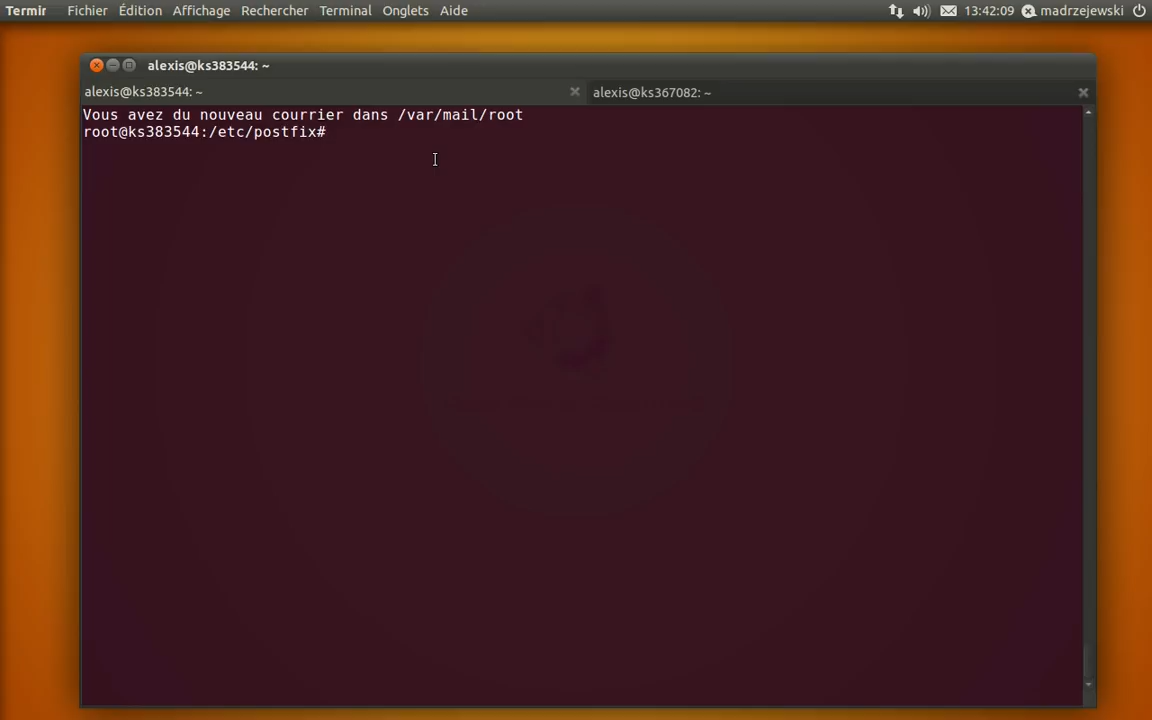 Termir Fichier Édition Affichage Rechercher Terminal Onglets Aide 13:42:09 madrzejewski
alexis@ks383544: ~
alexis@ks383544: ~ alexis@ks367082: ~
Vous avez du nouveau courrier dans /var/mail/root
root@ks383544:/etc/postfix#